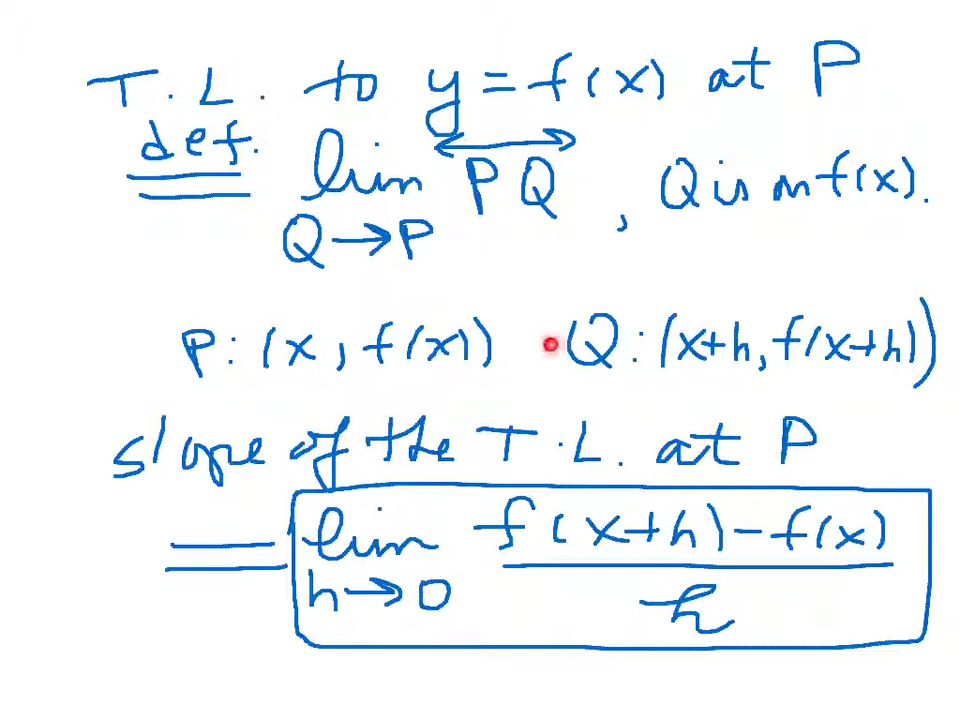 T.L. to y = f(x) at P
def.
= lim PQ, Q is on f(x).
Q→P
P: (x, f(x)) Q: (x+h, f(x+h))
slope of the T.L. at P
= lim f(x+h) - f(x)
h→0 h